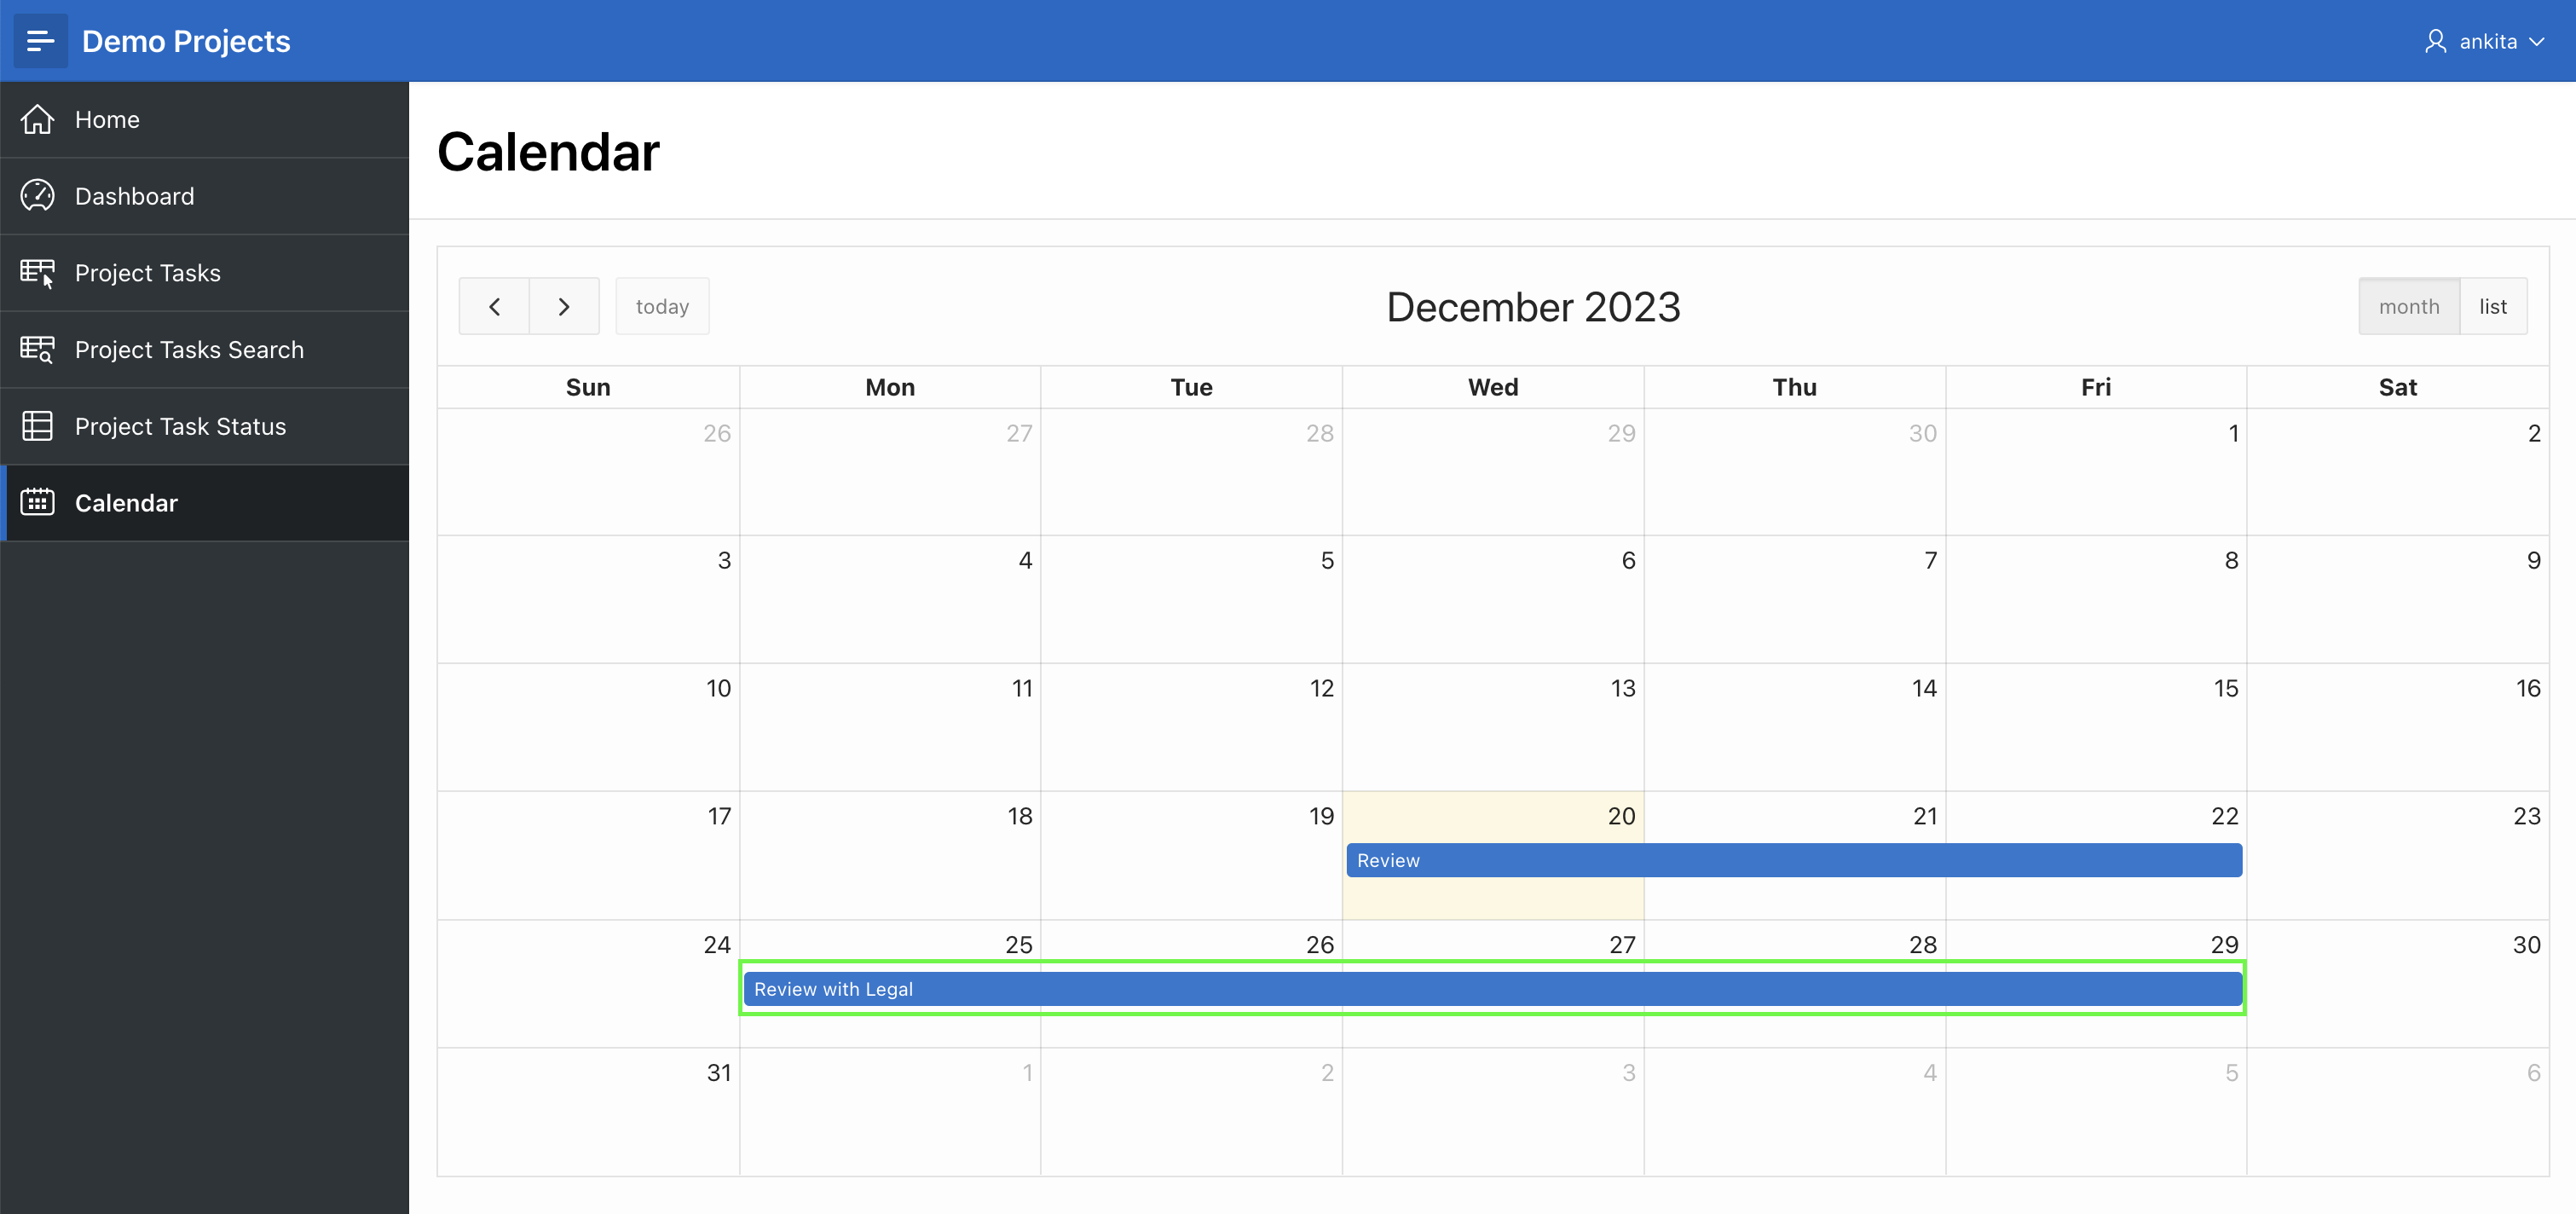 Demo Projects
ankita
Home
Dashboard
Project Tasks
Project Tasks Search
Project Task Status
Calendar
Calendar
today
December 2023
month list
Sun Mon Tue Wed Thu Fri Sat
26 27 28 29 30 1 2
3 4 5 6 7 8 9
10 11 12 13 14 15 16
17 18 19 20 21 22 23
Review
24 25 26 27 28 29 30
Review with Legal
31 1 2 3 4 5 6